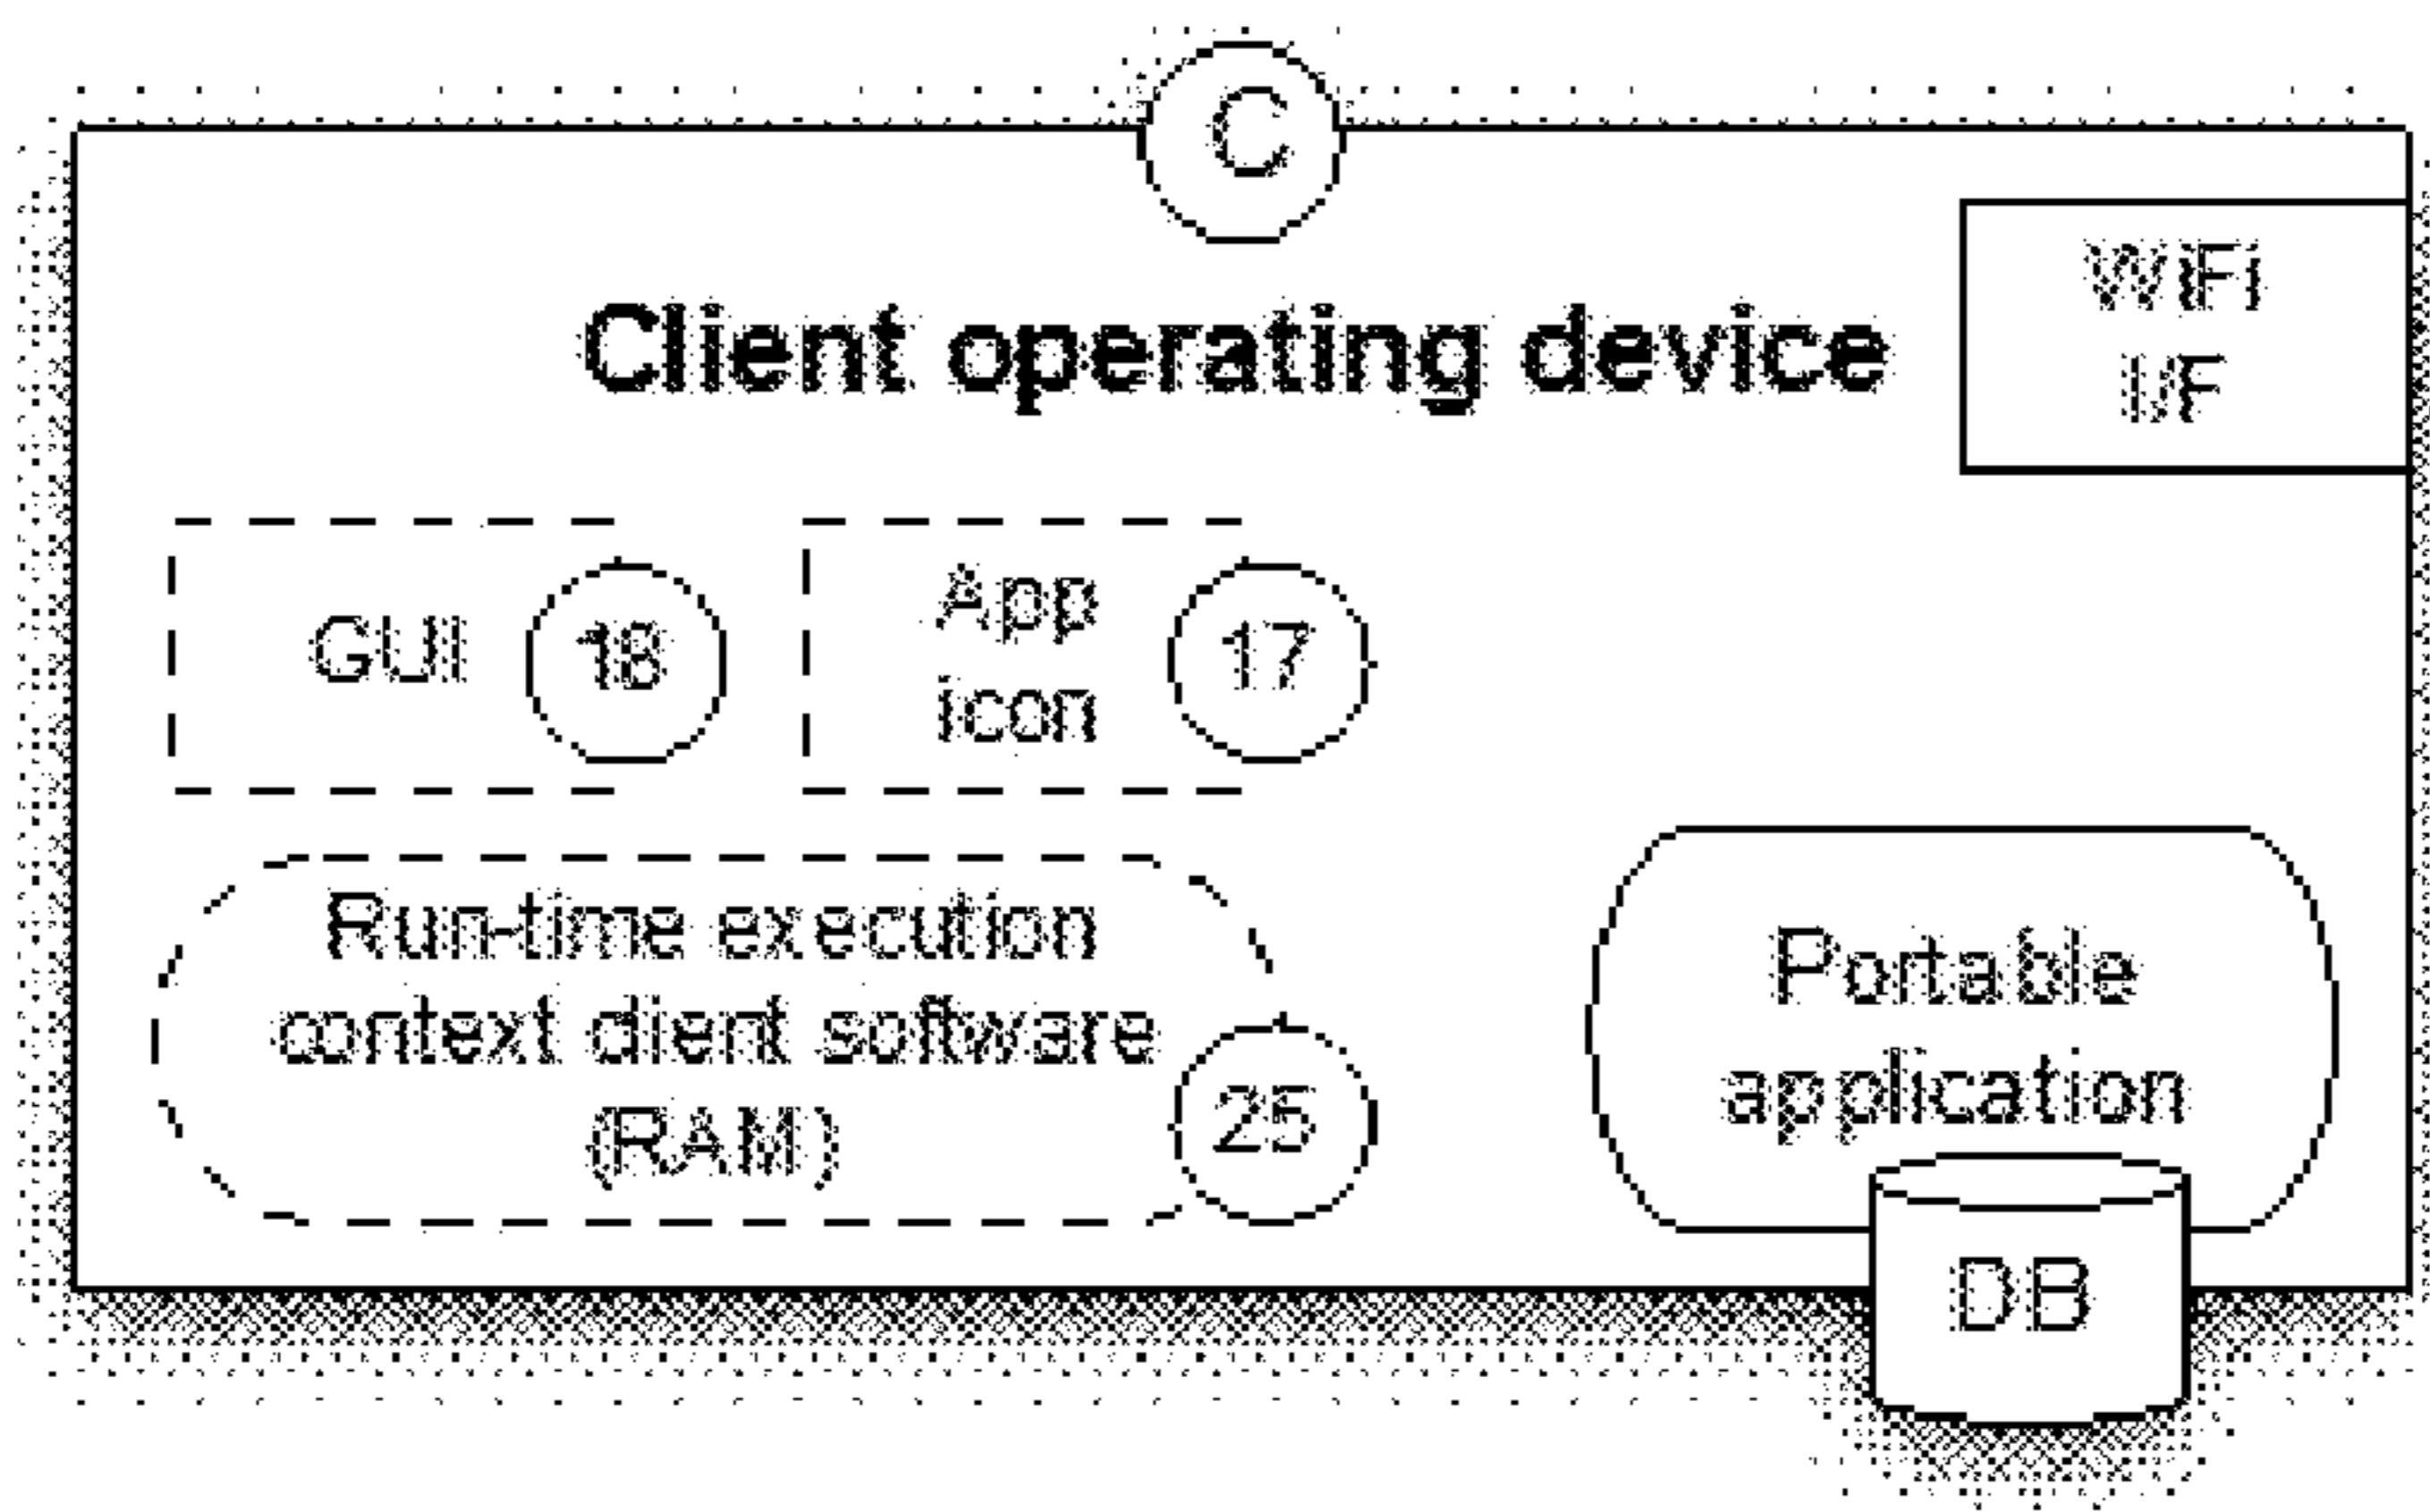 C
Client operating device
WiFi
I/F
GUI
18
App
icon
17
Run-time execution
context client software
(RAM)
25
Portable
application
DB